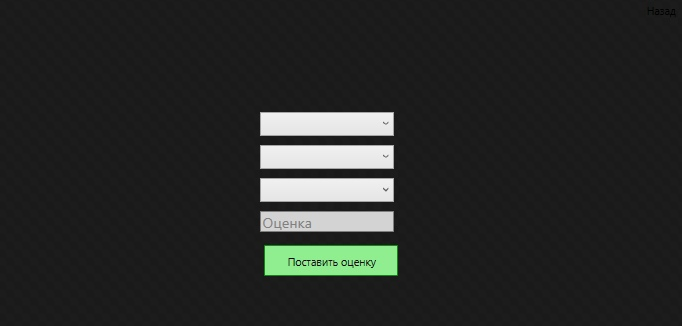 Назад
Оценка
Поставить оценку